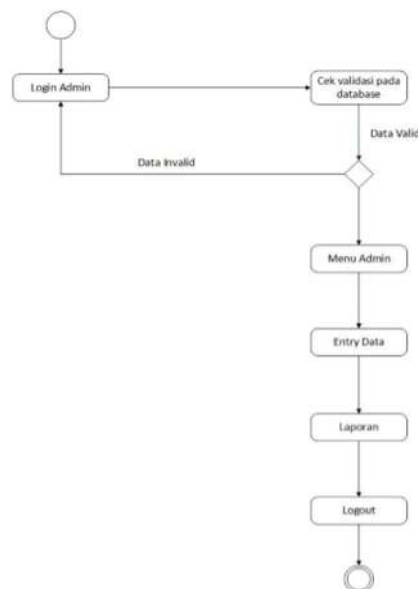 Login Admin
Cek validasi pada
database
Data Valid
Data Invalid
Menu Admin
Entry Data
Laporan
Logout